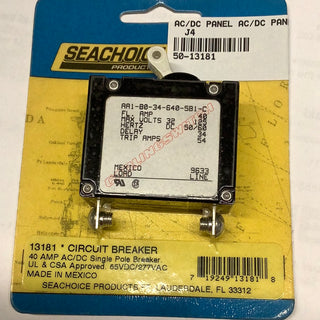 AC/DC PANEL AC/DC PAN
J4
50-13181
SEACHOICE
PRODUCTS
AA1-B0-34-640-5B1-C
FL AMP 40
MAX VOLTS 32
HERTZ DC 50/60
DELAY 34
TRIP AMPS 54
MEXICO 9633
LOAD LINE
13181 * CIRCUIT BREAKER
40 AMP AC/DC Single Pole Breaker
UL & CSA Approved. 65VDC/277VAC
MADE IN MEXICO
7 19249 13181 8
SEACHOICE PRODUCTS FT. LAUDERDALE, FL 33312